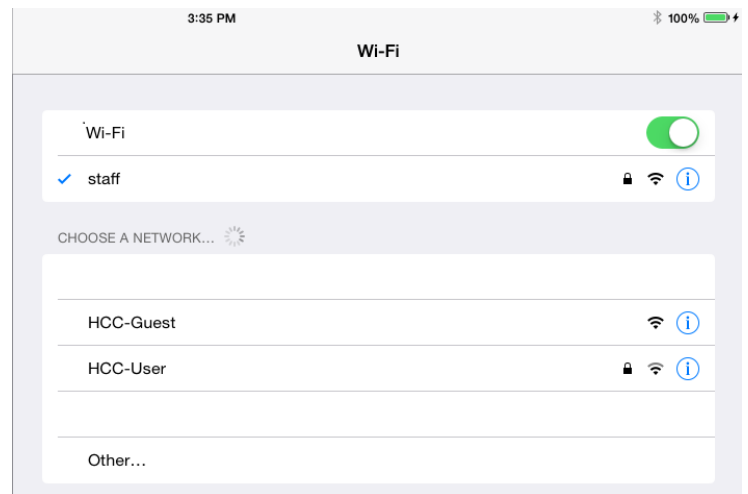 3:35 PM 100%
Wi-Fi
Wi-Fi
staff
CHOOSE A NETWORK...
HCC-Guest
HCC-User
Other...